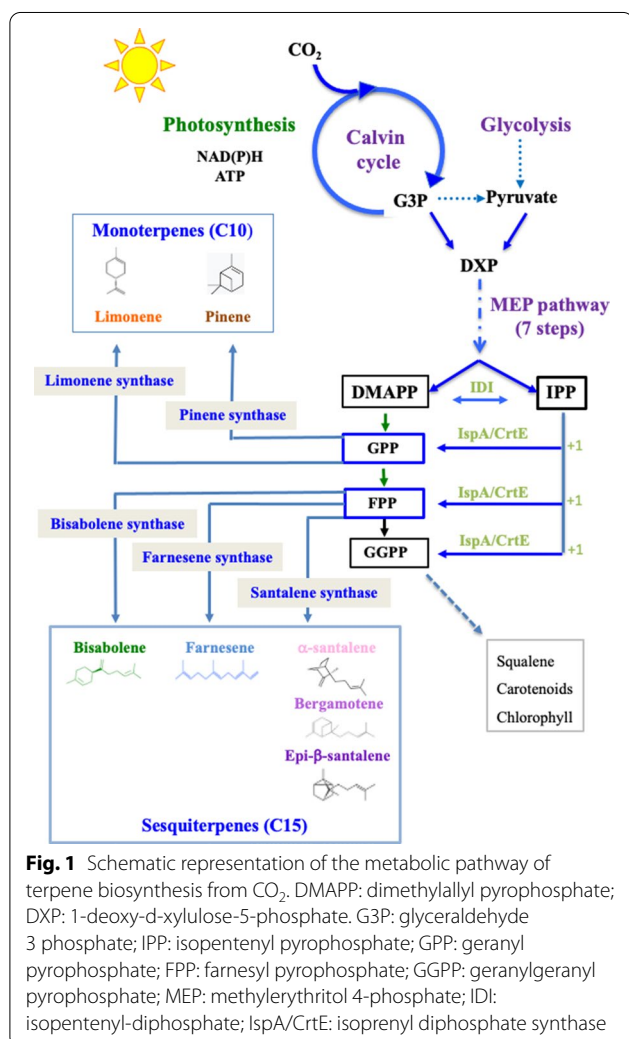 CO₂
Photosynthesis
NAD(P)H
ATP
Calvin
cycle
Glycolysis
G3P
Pyruvate
DXP
MEP pathway
(7 steps)
Monoterpenes (C10)
Limonene
Pinene
Limonene synthase
Pinene synthase
DMAPP
IDI
IPP
GPP
IspA/CrtE
+1
FPP
IspA/CrtE
+1
GGPP
IspA/CrtE
+1
Bisabolene synthase
Farnesene synthase
Santalene synthase
Bisabolene
Farnesene
α-santalene
Bergamotene
Epi-β-santalene
Sesquiterpenes (C15)
Squalene
Carotenoids
Chlorophyll
Fig. 1 Schematic representation of the metabolic pathway of
terpene biosynthesis from CO₂. DMAPP: dimethylallyl pyrophosphate;
DXP: 1-deoxy-d-xylulose-5-phosphate. G3P: glyceraldehyde
3 phosphate; IPP: isopentenyl pyrophosphate; GPP: geranyl
pyrophosphate; FPP: farnesyl pyrophosphate; GGPP: geranylgeranyl
pyrophosphate; MEP: methylerythritol 4-phosphate; IDI:
isopentenyl-diphosphate; IspA/CrtE: isoprenyl diphosphate synthase